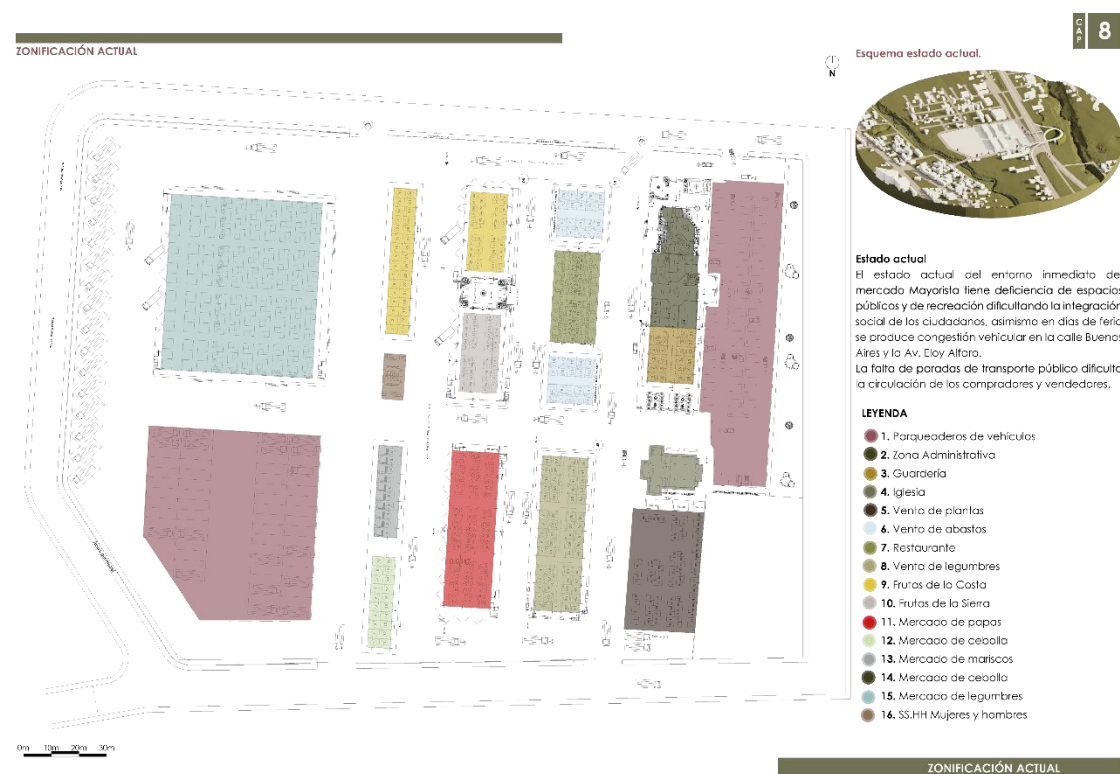 CAP 8
ZONIFICACIÓN ACTUAL
N
Esquema estado actual.
Estado actual
El estado actual del entorno inmediato de
mercado Mayorista tiene deficiencia de espacios
públicos y de recreación dificultando la integración
social de los ciudadanos, asimismo en días de feria
se produce congestión vehicular en la calle Buenos
Aires y la Av. Eloy Alfaro.
La falta de paradas de transporte público dificulta
la circulación de los compradores y vendedores.
LEYENDA
1. Parqueaderos de vehículos
2. Zona Administrativa
3. Guardería
4. Iglesia
5. Venta de plantas
6. Venta de abastos
7. Restaurante
8. Venta de legumbres
9. Frutas de la Costa
10. Frutas de la Sierra
11. Mercado de papas
12. Mercado de cebolla
13. Mercado de mariscos
14. Mercado de cebolla
15. Mercado de legumbres
16. SS.HH Mujeres y hombres
0m 10m 20m 30m
ZONIFICACIÓN ACTUAL